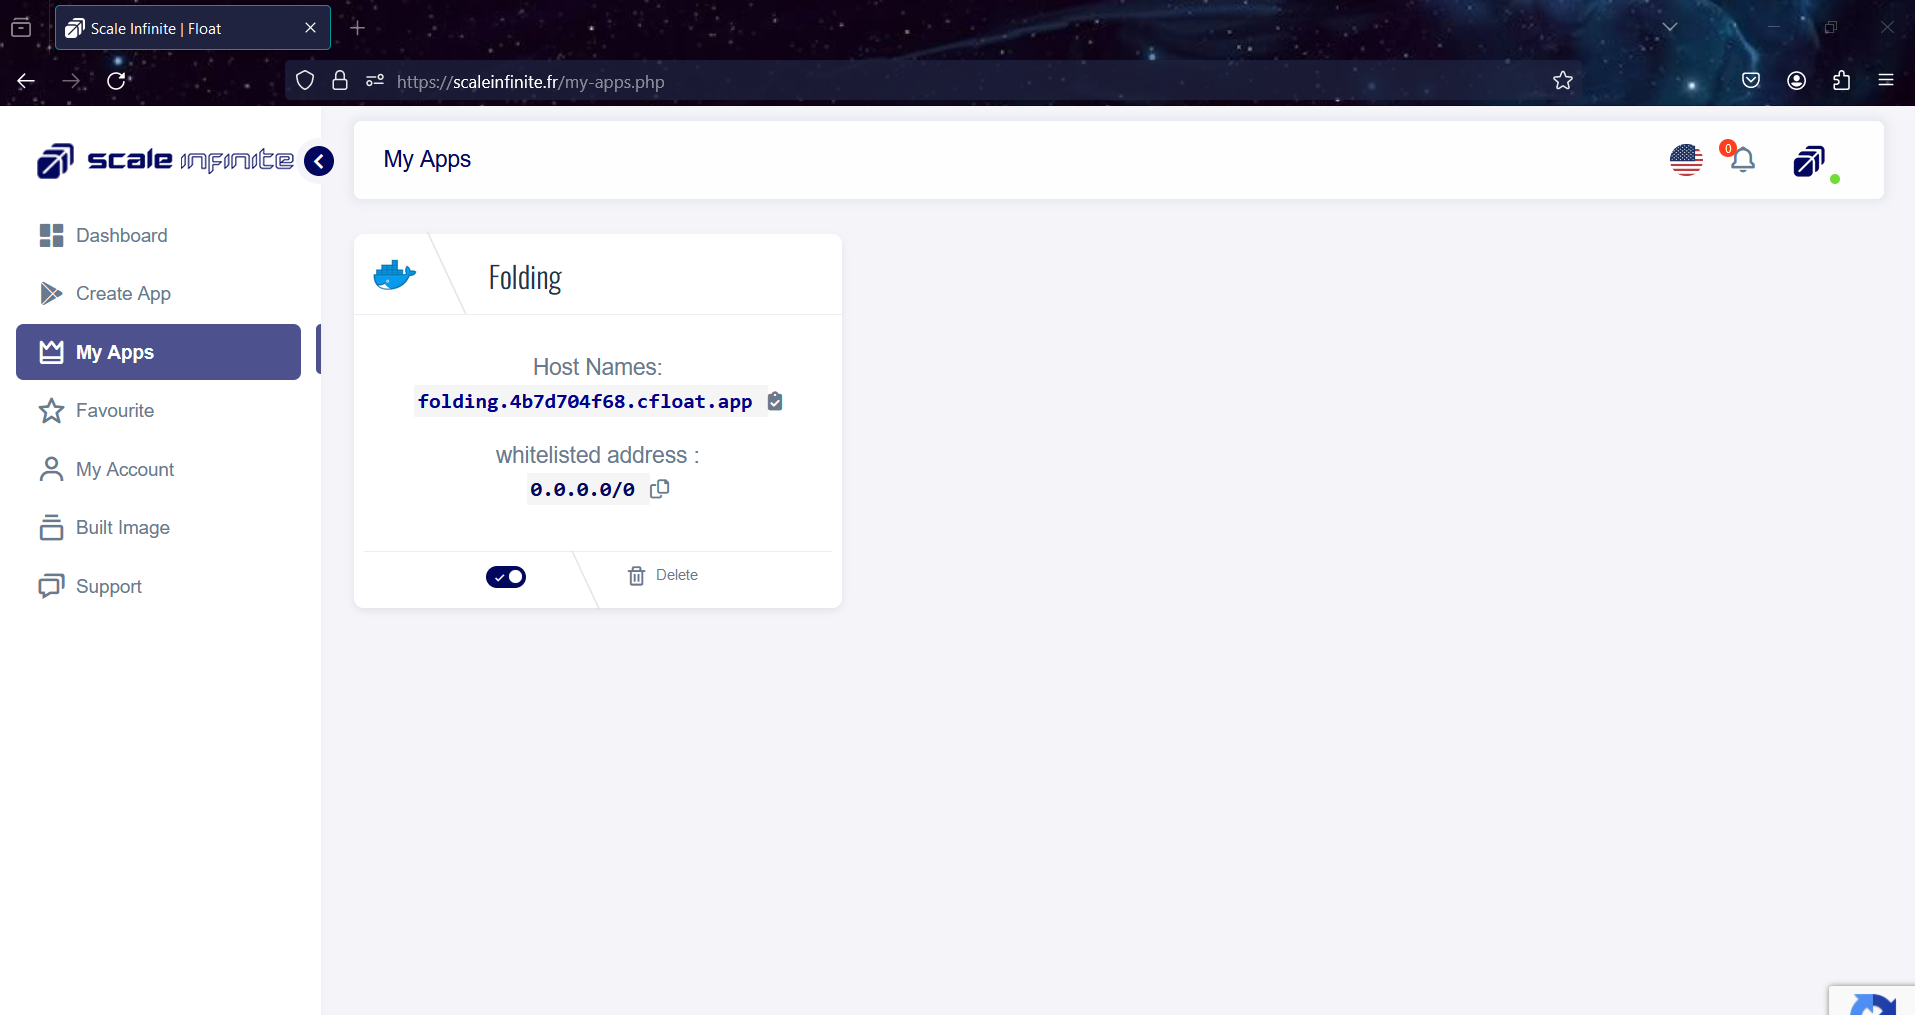 Scale Infinite | Float
https://scaleinfinite.fr/my-apps.php
scale infinite
My Apps
0
Dashboard
Create App
My Apps
Favourite
My Account
Built Image
Support
Folding
Host Names:
folding.4b7d704f68.cfloat.app
whitelisted address :
0.0.0.0/0
Delete